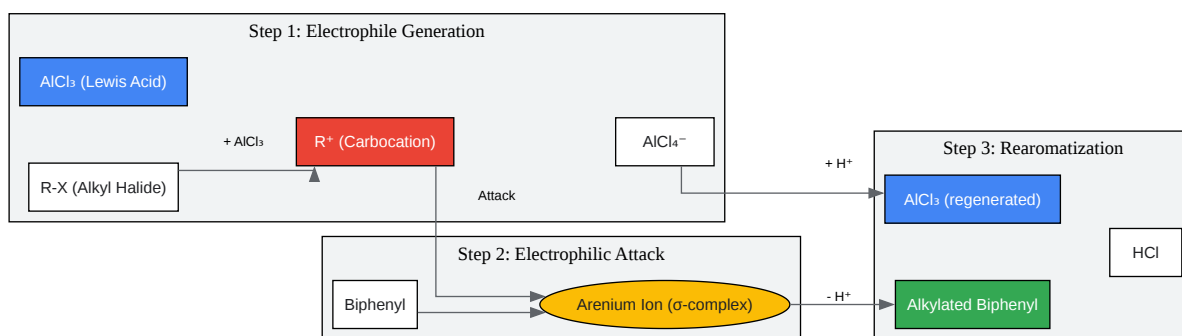 Step 1: Electrophile Generation
AlCl₃ (Lewis Acid)
+ AlCl₃
R⁺ (Carbocation)
AlCl₄⁻
R-X (Alkyl Halide)
Attack
+ H⁺
Step 3: Rearomatization
AlCl₃ (regenerated)
HCl
Step 2: Electrophilic Attack
Biphenyl
Arenium Ion (σ-complex)
- H⁺
Alkylated Biphenyl